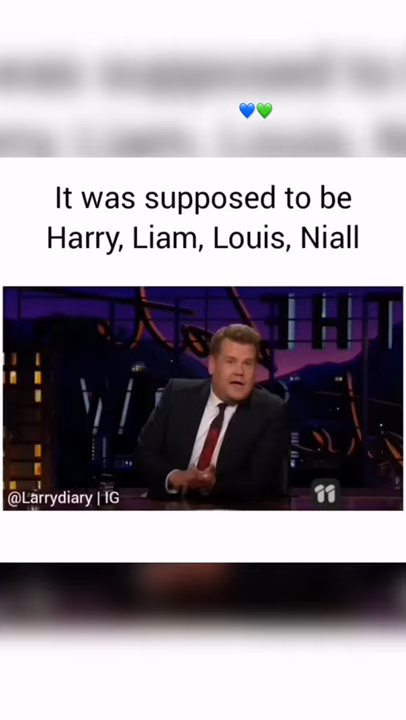 It was supposed to be
Harry, Liam, Louis, Niall
@Larrydiary | IG